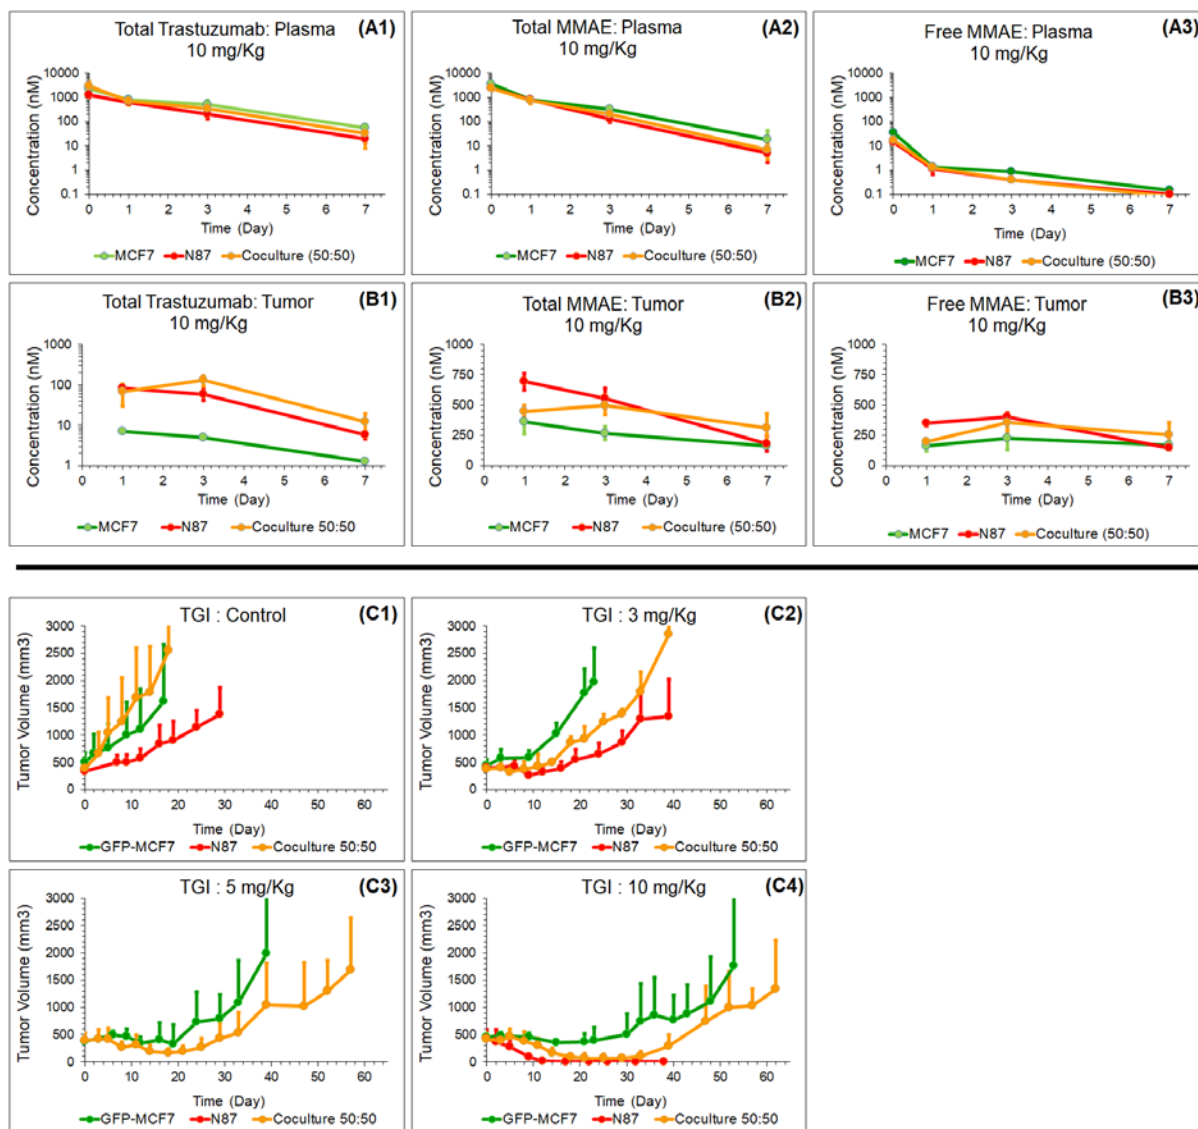 Total Trastuzumab: Plasma (A1)
10 mg/Kg
Concentration (nM)
10000
1000
100
10
1
0.1
0 1 2 3 4 5 6 7
Time (Day)
MCF7 N87 Coculture (50:50)
Total MMAE: Plasma (A2)
10 mg/Kg
Concentration (nM)
10000
1000
100
10
1
0.1
0 1 2 3 4 5 6 7
Time (Day)
MCF7 N87 Coculture (50:50)
Free MMAE: Plasma (A3)
10 mg/Kg
Concentration (nM)
10000
1000
100
10
1
0.1
0 1 2 3 4 5 6 7
Time (Day)
MCF7 N87 Coculture (50:50)
Total Trastuzumab: Tumor (B1)
10 mg/Kg
Concentration (nM)
1000
100
10
1
0 1 2 3 4 5 6 7
Time (Day)
MCF7 N87 Coculture 50:50
Total MMAE: Tumor (B2)
10 mg/Kg
Concentration (nM)
1000
750
500
250
0
0 1 2 3 4 5 6 7
Time (Day)
MCF7 N87 Coculture (50:50)
Free MMAE: Tumor (B3)
10 mg/Kg
Concentration (nM)
1000
750
500
250
0
0 1 2 3 4 5 6 7
Time (Day)
MCF7 N87 Coculture (50:50)
TGI : Control (C1)
Tumor Volume (mm3)
3000
2500
2000
1500
1000
500
0
0 10 20 30 40 50 60
Time (Day)
GFP-MCF7 N87 Coculture 50:50
TGI : 3 mg/Kg (C2)
Tumor Volume (mm3)
3000
2500
2000
1500
1000
500
0
0 10 20 30 40 50 60
Time (Day)
GFP-MCF7 N87 Coculture 50:50
TGI : 5 mg/Kg (C3)
Tumor Volume (mm3)
3000
2500
2000
1500
1000
500
0
0 10 20 30 40 50 60
Time (Day)
GFP-MCF7 N87 Coculture 50:50
TGI : 10 mg/Kg (C4)
Tumor Volume (mm3)
3000
2500
2000
1500
1000
500
0
0 10 20 30 40 50 60
Time (Day)
GFP-MCF7 N87 Coculture 50:50